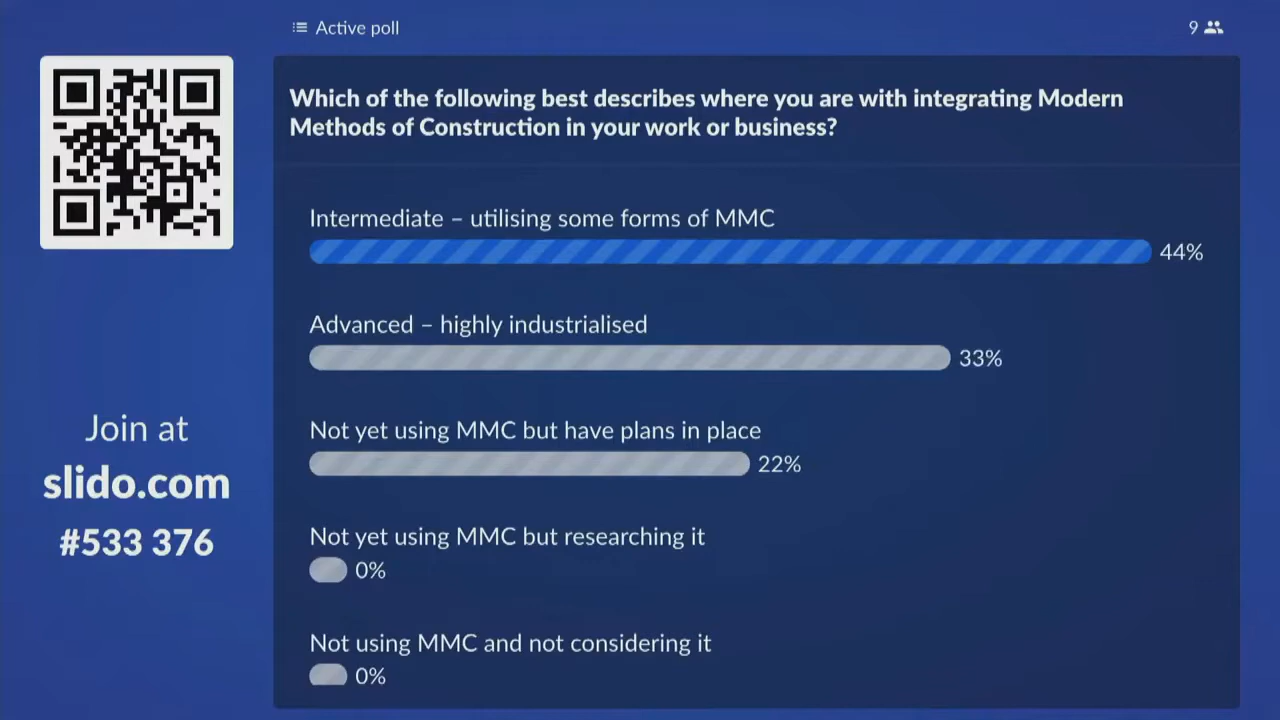 Active poll
9
Which of the following best describes where you are with integrating Modern
Methods of Construction in your work or business?
Intermediate – utilising some forms of MMC
44%
Advanced – highly industrialised
33%
Not yet using MMC but have plans in place
22%
Not yet using MMC but researching it
0%
Not using MMC and not considering it
0%
Join at
slido.com
#533 376